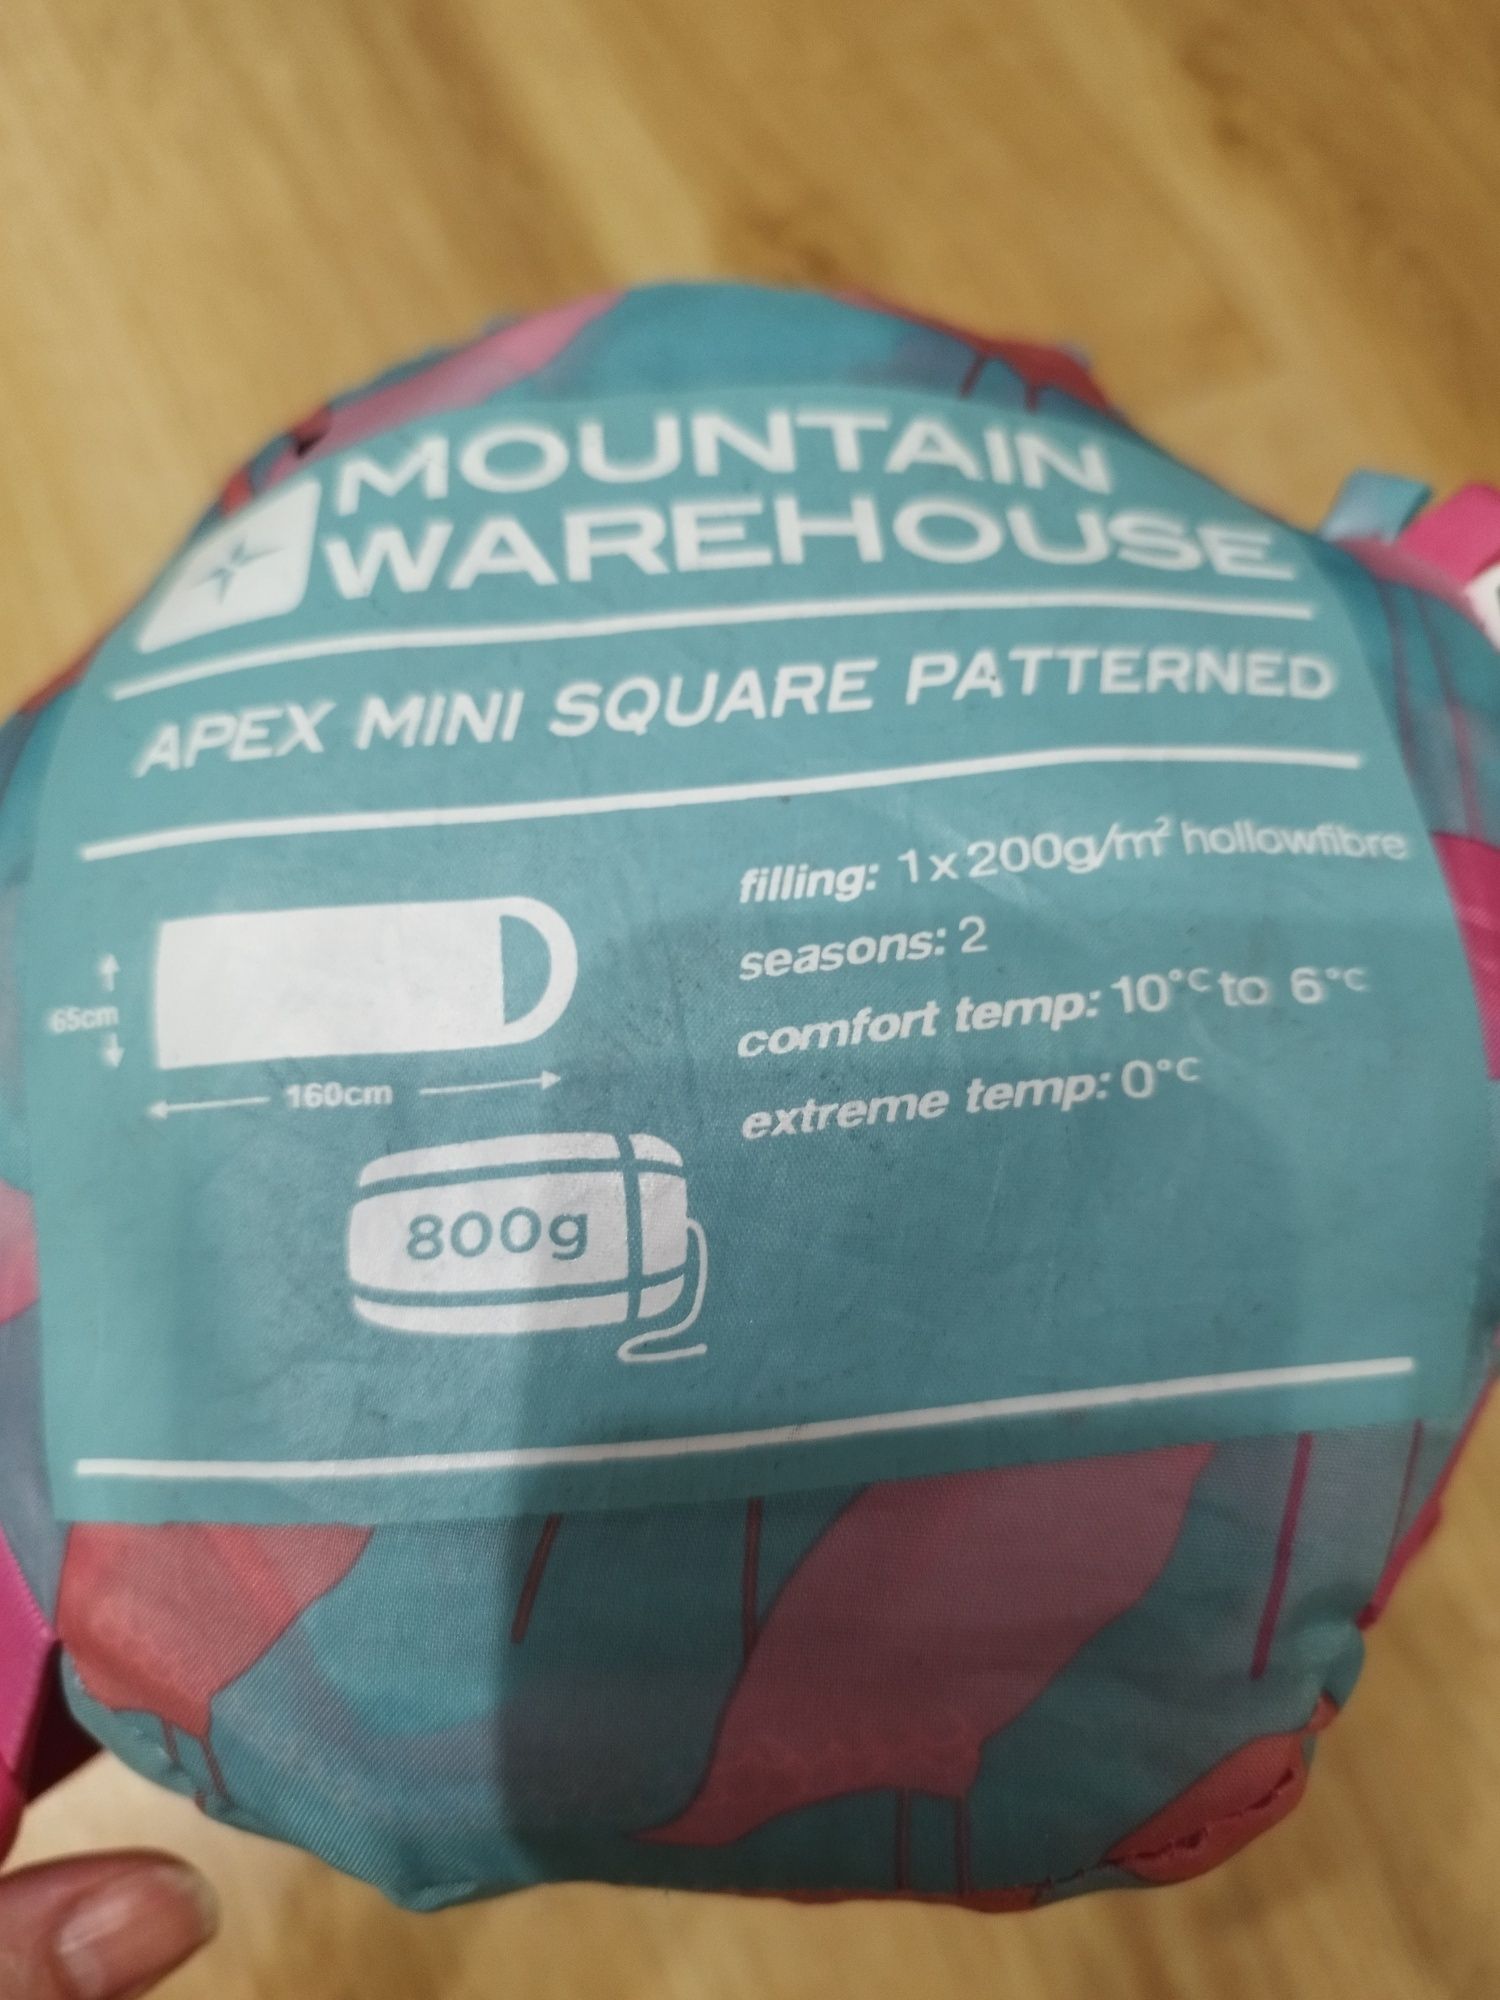 MOUNTAIN
WAREHOUSE
APEX MINI SQUARE PATTERNED
filling: 1x200g/m² hollowfibre
seasons: 2
comfort temp: 10°C to 6°C
extreme temp: 0°C
65cm
160cm
800g